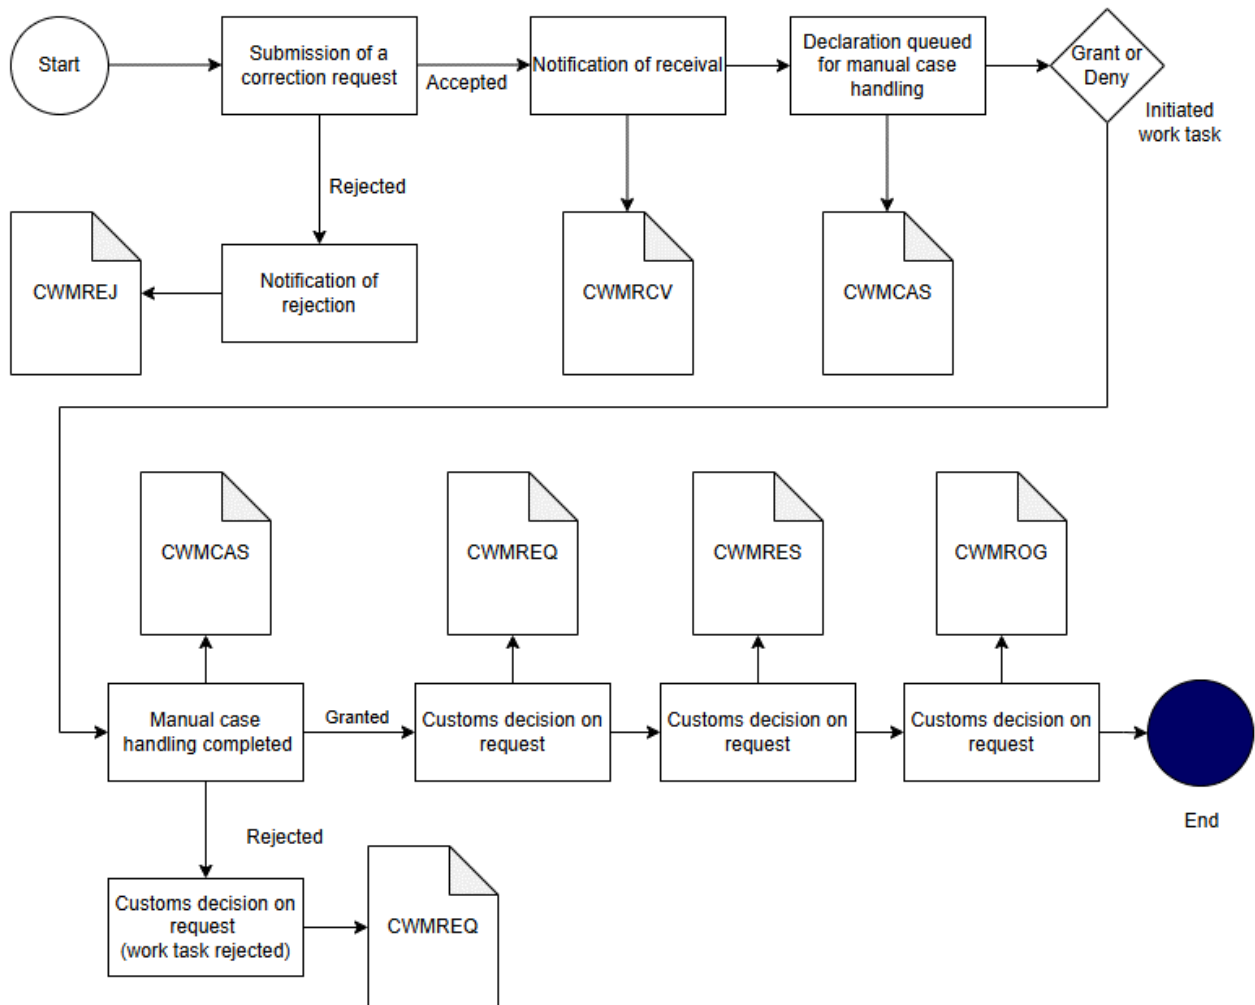 Start
Submission of a
correction request
Accepted
Notification of receival
Declaration queued
for manual case
handling
Grant or
Deny
Initiated
work task
Rejected
CWMREJ
Notification of
rejection
CWMRCV
CWMCAS
CWMCAS
CWMREQ
CWMRES
CWMROG
Manual case
handling completed
Granted
Customs decision on
request
Customs decision on
request
Customs decision on
request
End
Rejected
Customs decision on
request
(work task rejected)
CWMREQ